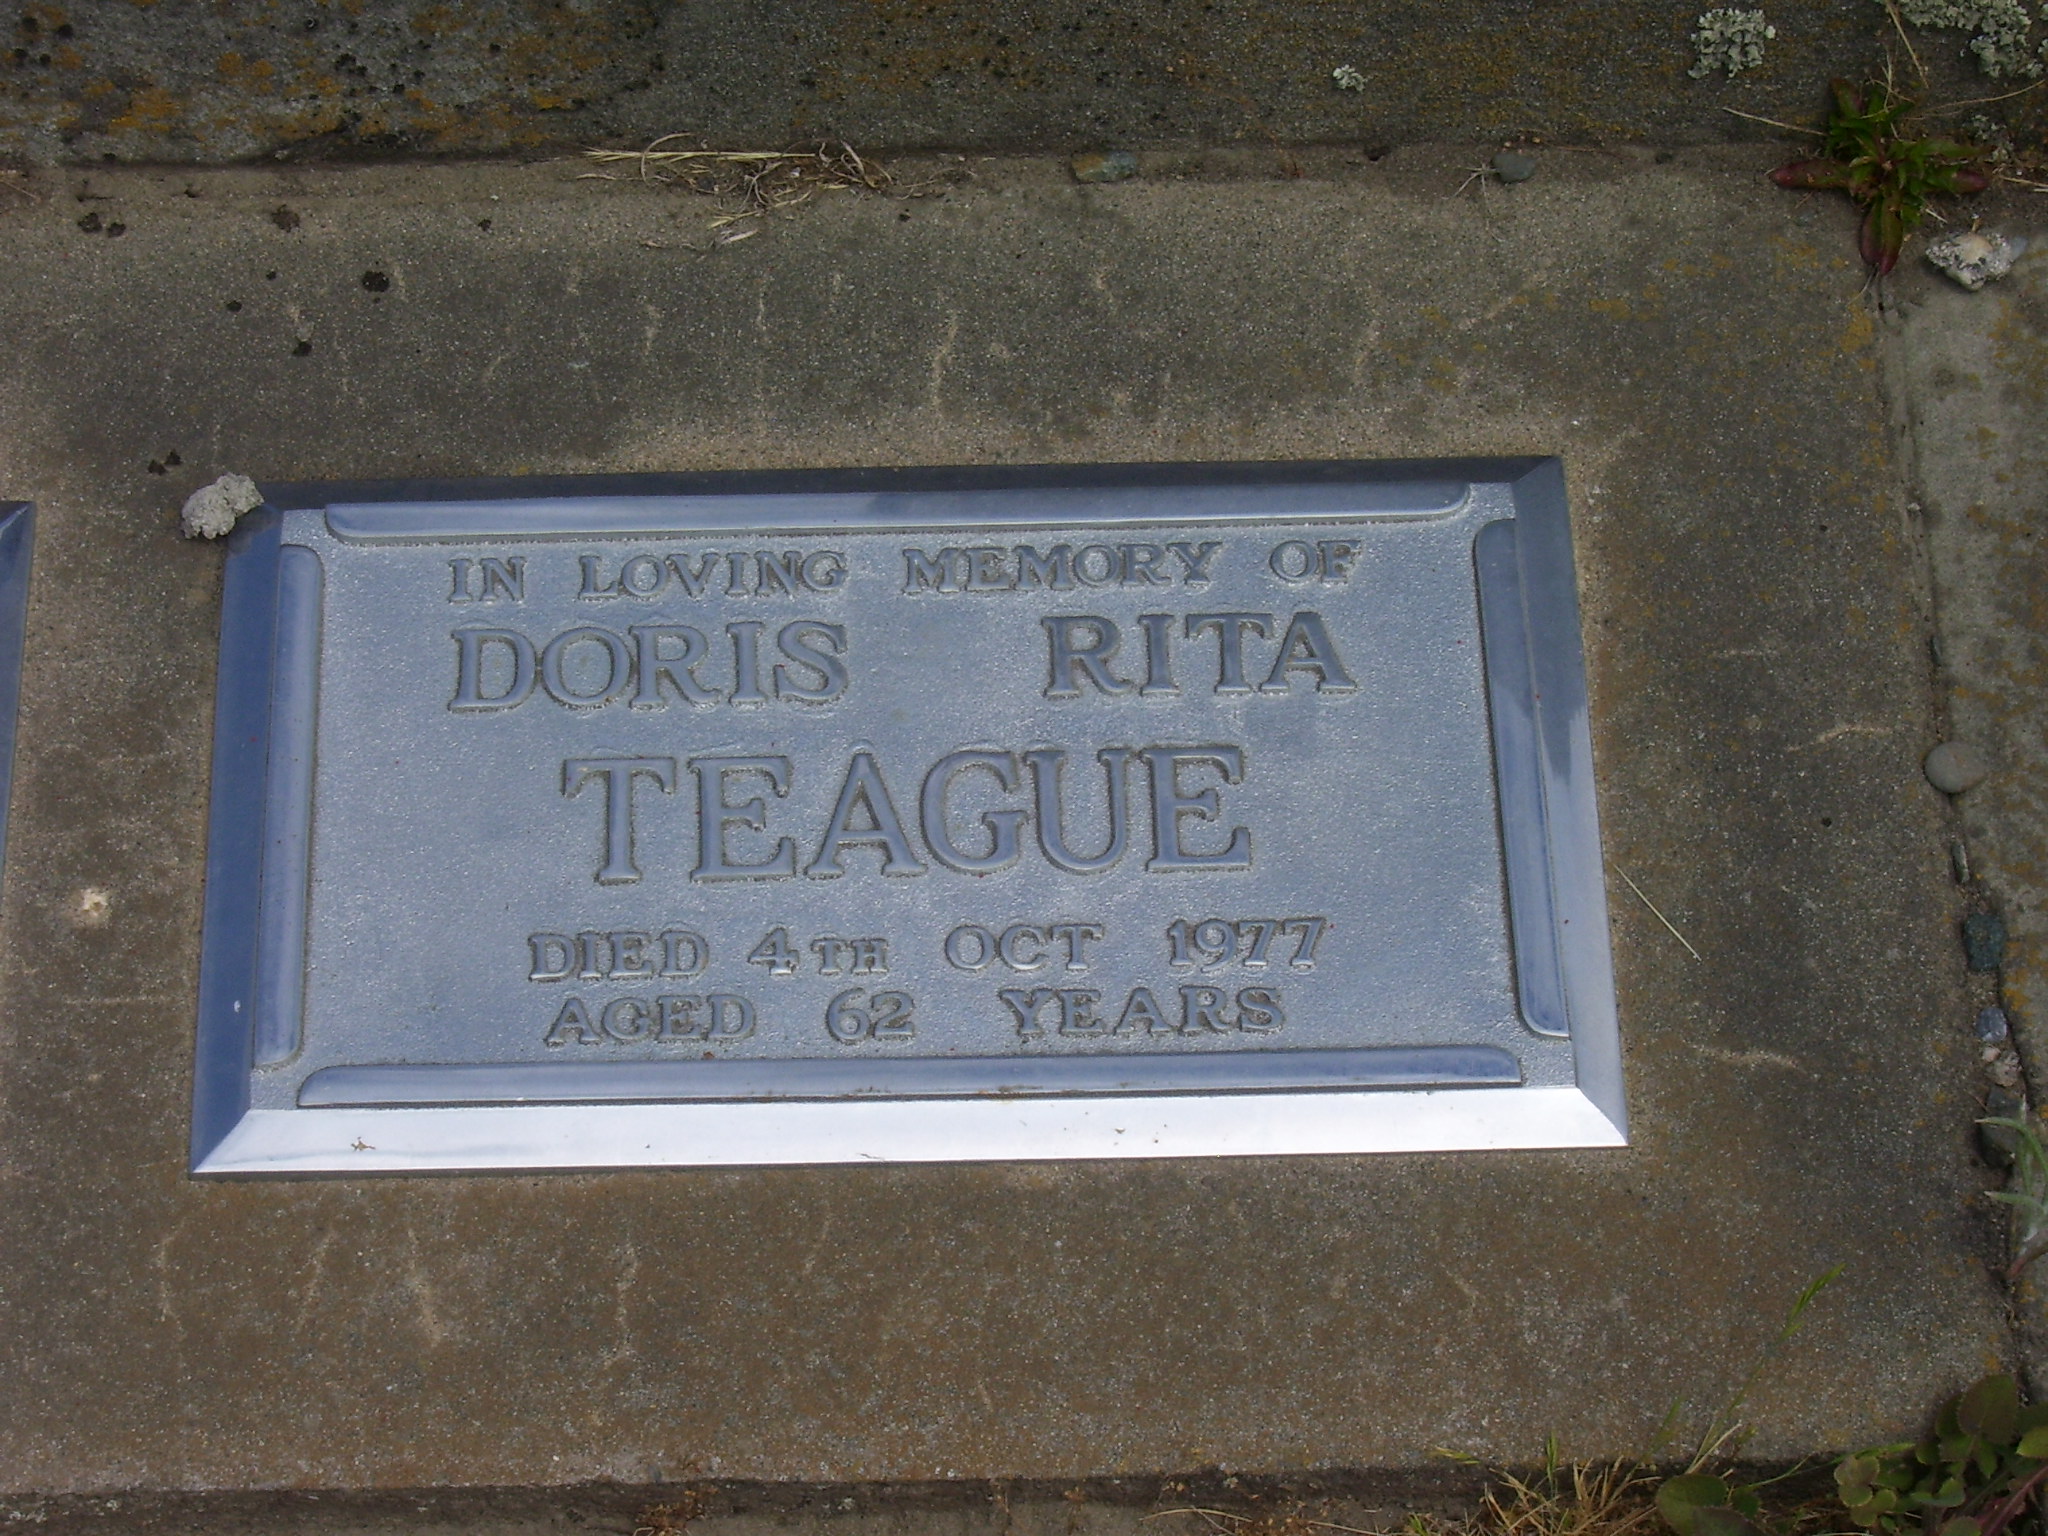 IN LOVING MEMORY OF
DORIS RITA
TEAGUE
DIED 4TH OCT 1977
AGED 62 YEARS